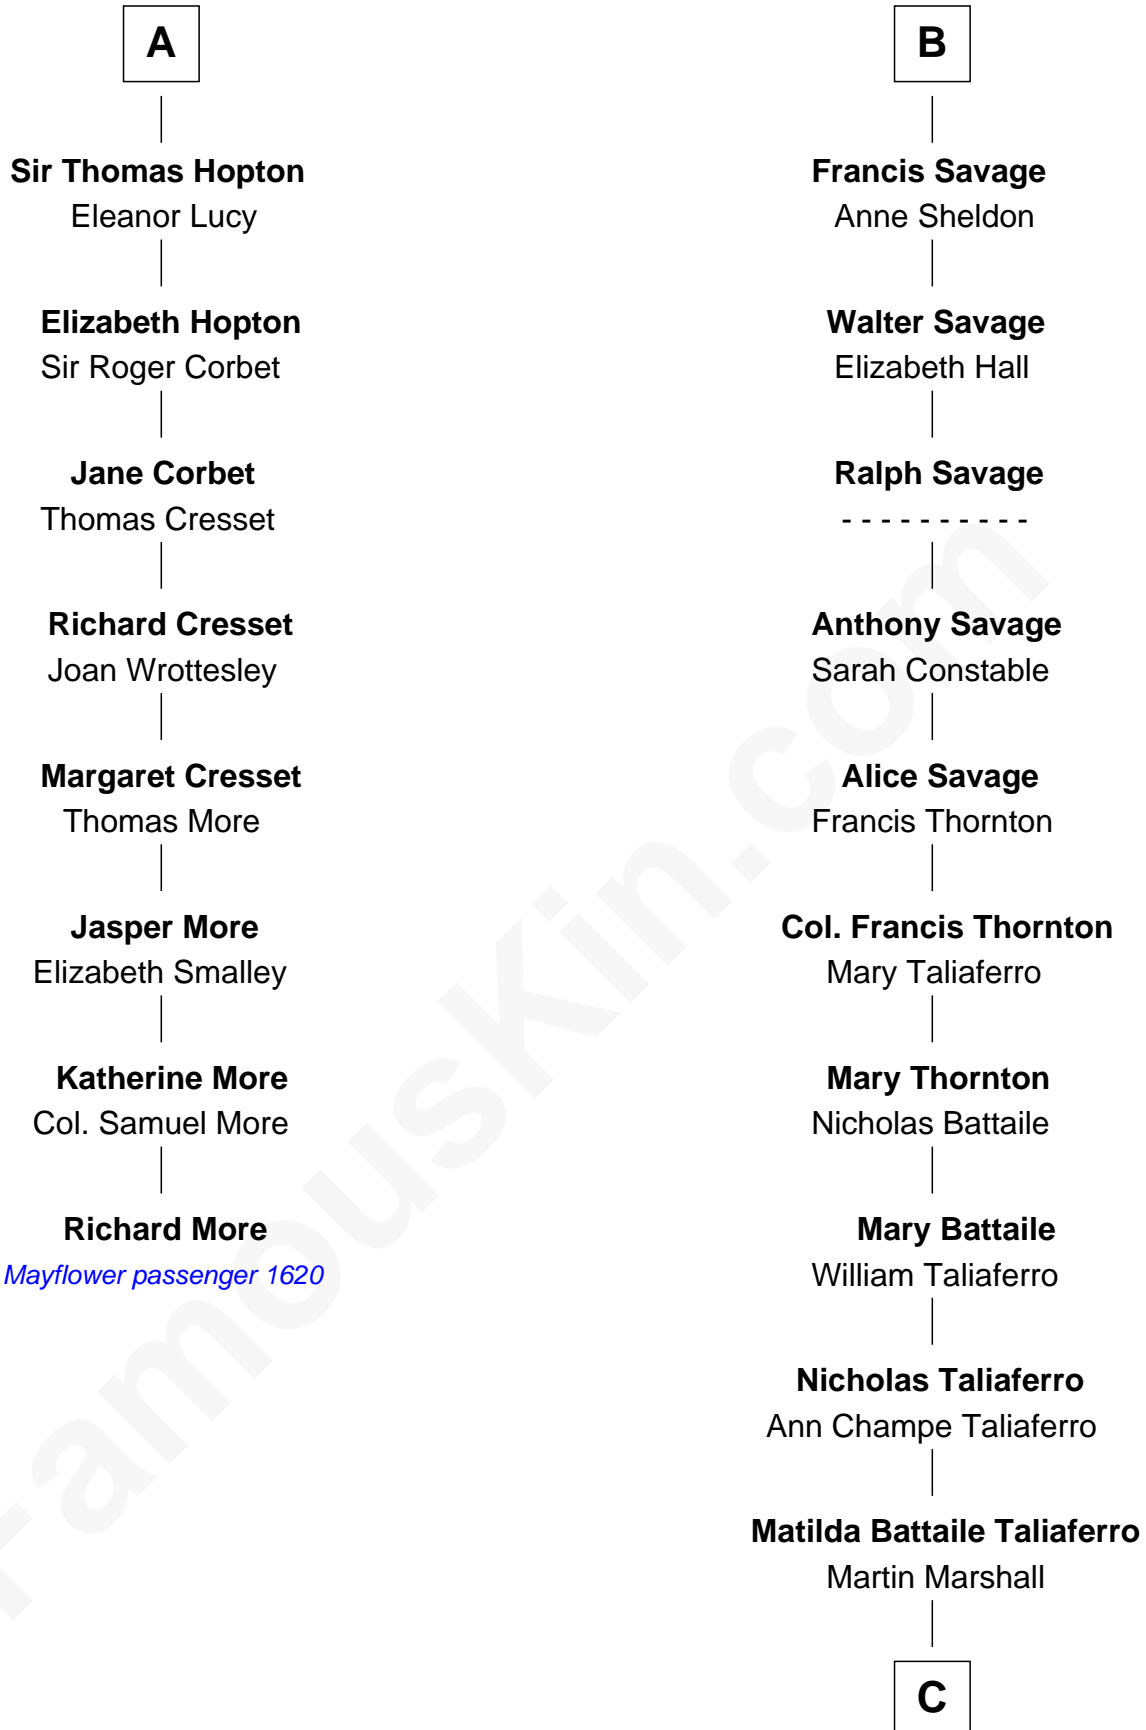 A
Sir Thomas Hopton
Eleanor Lucy
Elizabeth Hopton
Sir Roger Corbet
Jane Corbet
Thomas Cresset
Richard Cresset
Joan Wrottesley
Margaret Cresset
Thomas More
Jasper More
Elizabeth Smalley
Katherine More
Col. Samuel More
Richard More
Mayflower passenger 1620
B
Francis Savage
Anne Sheldon
Walter Savage
Elizabeth Hall
Ralph Savage
- - - - - - - - - -
Anthony Savage
Sarah Constable
Alice Savage
Francis Thornton
Col. Francis Thornton
Mary Taliaferro
Mary Thornton
Nicholas Battaile
Mary Battaile
William Taliaferro
Nicholas Taliaferro
Ann Champe Taliaferro
Matilda Battaile Taliaferro
Martin Marshall
C
FamousKin.com